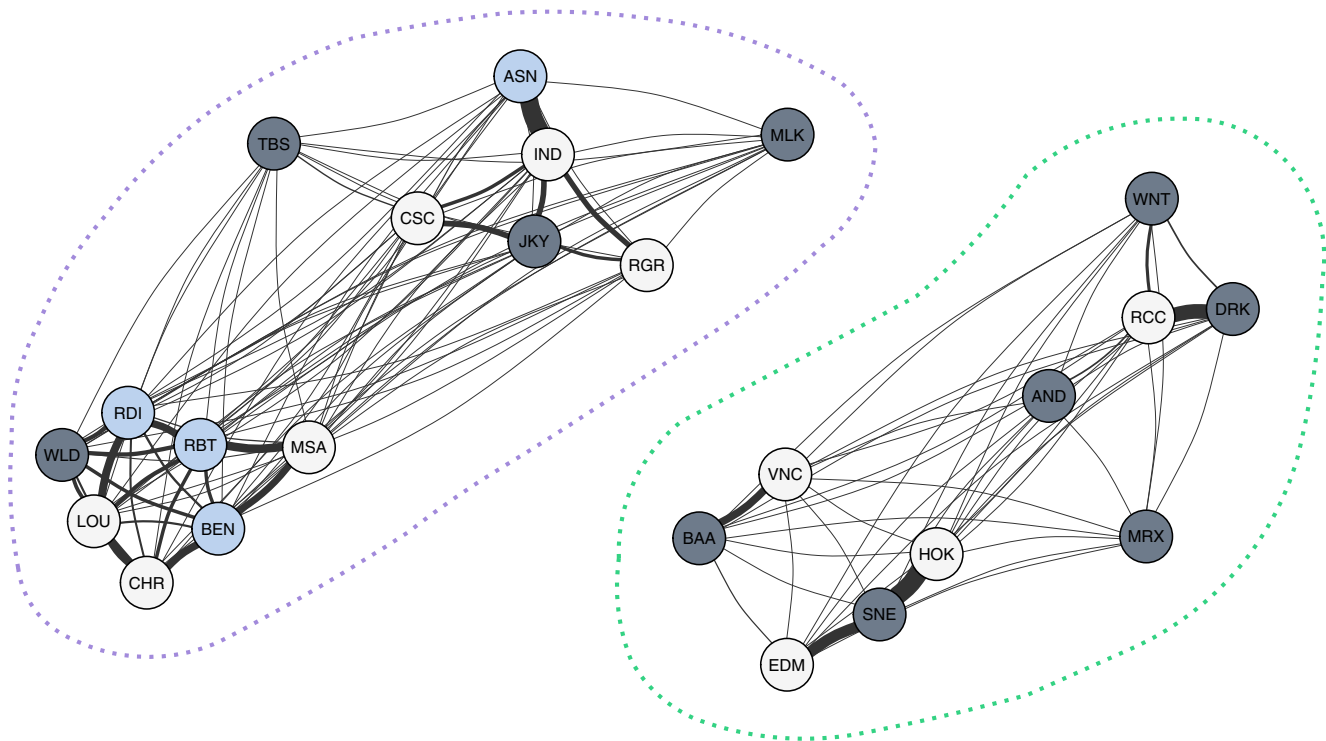 ASN
TBS
MLK
IND
CSC
JKY
RGR
WNT
RCC
DRK
AND
RDI
RBT
MSA
WLD
VNC
LOU
BEN
BAA
HOK
MRX
CHR
SNE
EDM